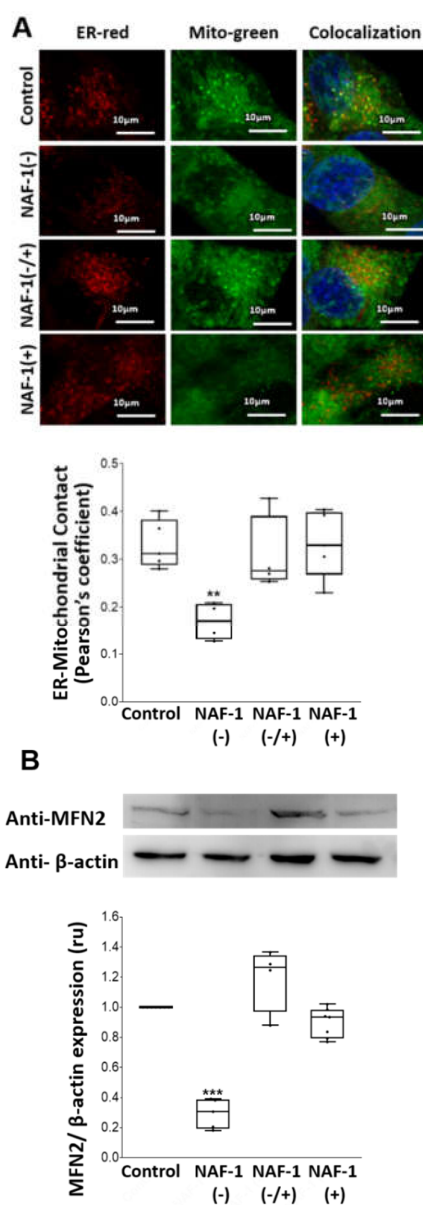 A
ER-red Mito-green Colocalization
Control
10μm 10μm 10μm
NAF-1(-)
10μm 10μm 10μm
NAF-1(-/+)
10μm 10μm 10μm
NAF-1(+)
10μm 10μm 10μm
ER-Mitochondrial Contact
(Pearson's coefficient)
0.5
0.4
0.3
0.2
0.1
0.0
**
Control NAF-1 NAF-1 NAF-1
(-) (-/+) (+)
B
Anti-MFN2
Anti- β-actin
MFN2/ β-actin expression (ru)
1.6
1.4
1.2
1.0
0.8
0.6
0.4
0.2
0.0
***
Control NAF-1 NAF-1 NAF-1
(-) (-/+) (+)